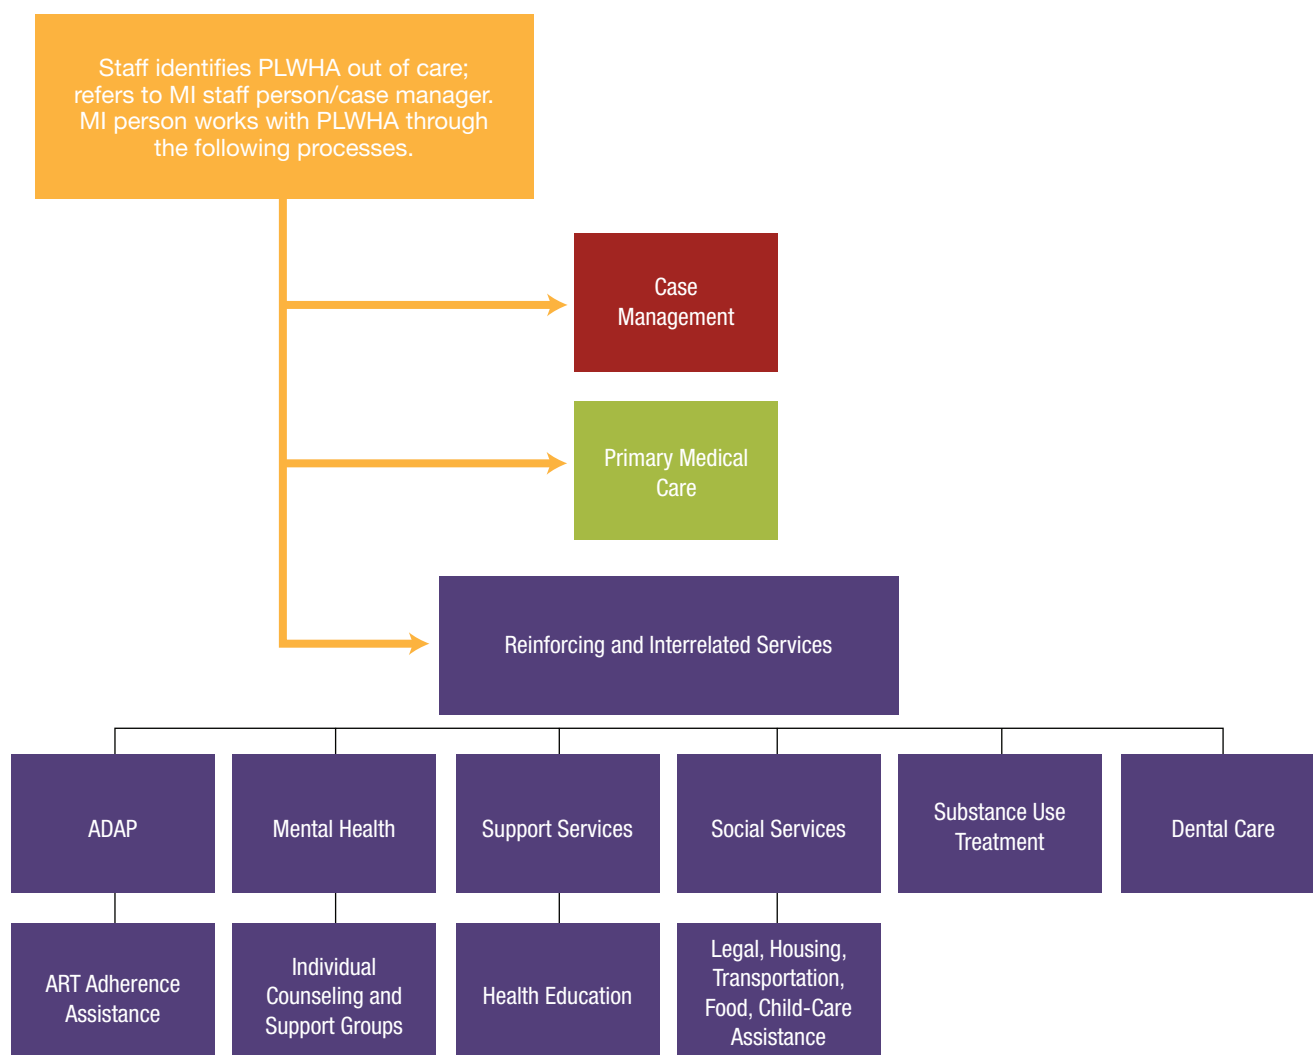 Staff identifies PLWHA out of care;
refers to MI staff person/case manager.
MI person works with PLWHA through
the following processes.
Case
Management
Primary Medical
Care
Reinforcing and Interrelated Services
ADAP
Mental Health
Support Services
Social Services
Substance Use
Treatment
Dental Care
ART Adherence
Assistance
Individual
Counseling and
Support Groups
Health Education
Legal, Housing,
Transportation,
Food, Child-Care
Assistance